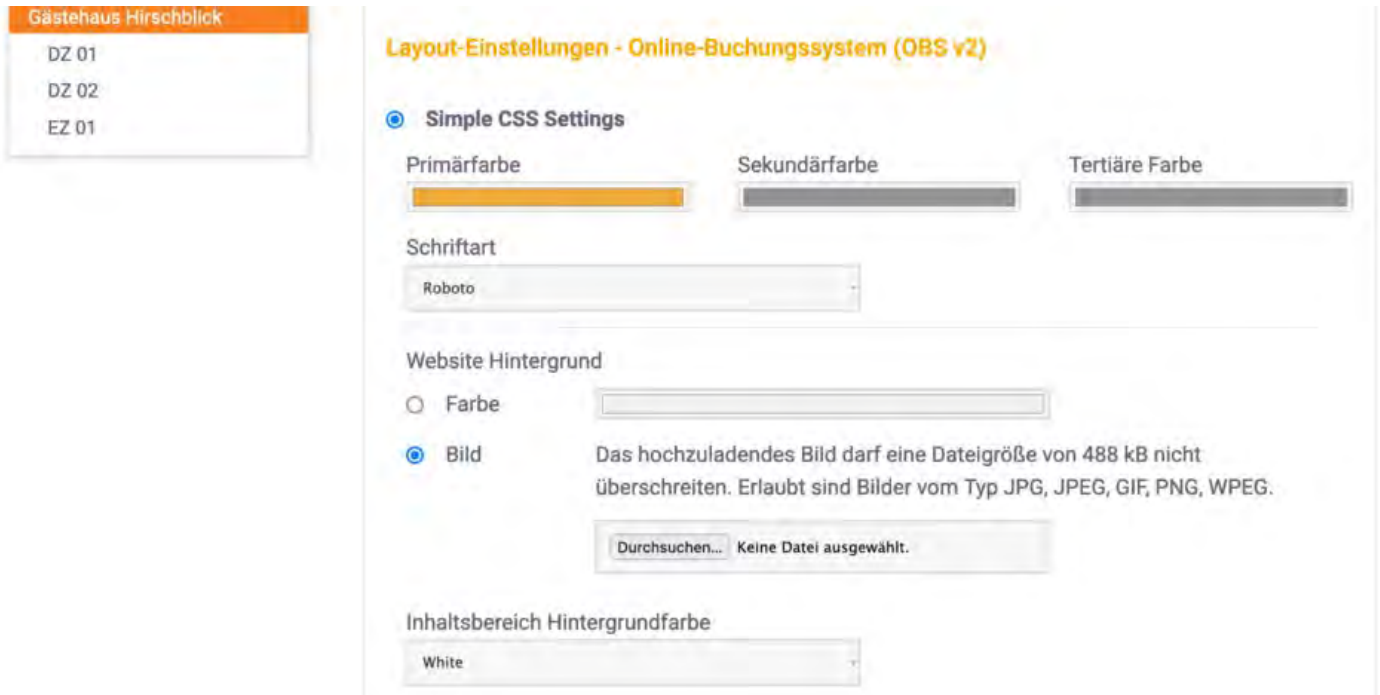 Gästehaus Hirschblick
DZ 01
DZ 02
EZ 01
Layout-Einstellungen - Online-Buchungssystem (OBS v2)
Simple CSS Settings
Primärfarbe Sekundärfarbe Tertiäre Farbe
Schriftart
Roboto
Website Hintergrund
Farbe
Bild Das hochzuladendes Bild darf eine Dateigröße von 488 kB nicht
überschreiten. Erlaubt sind Bilder vom Typ JPG, JPEG, GIF, PNG, WPEG.
Durchsuchen... Keine Datei ausgewählt.
Inhaltsbereich Hintergrundfarbe
White